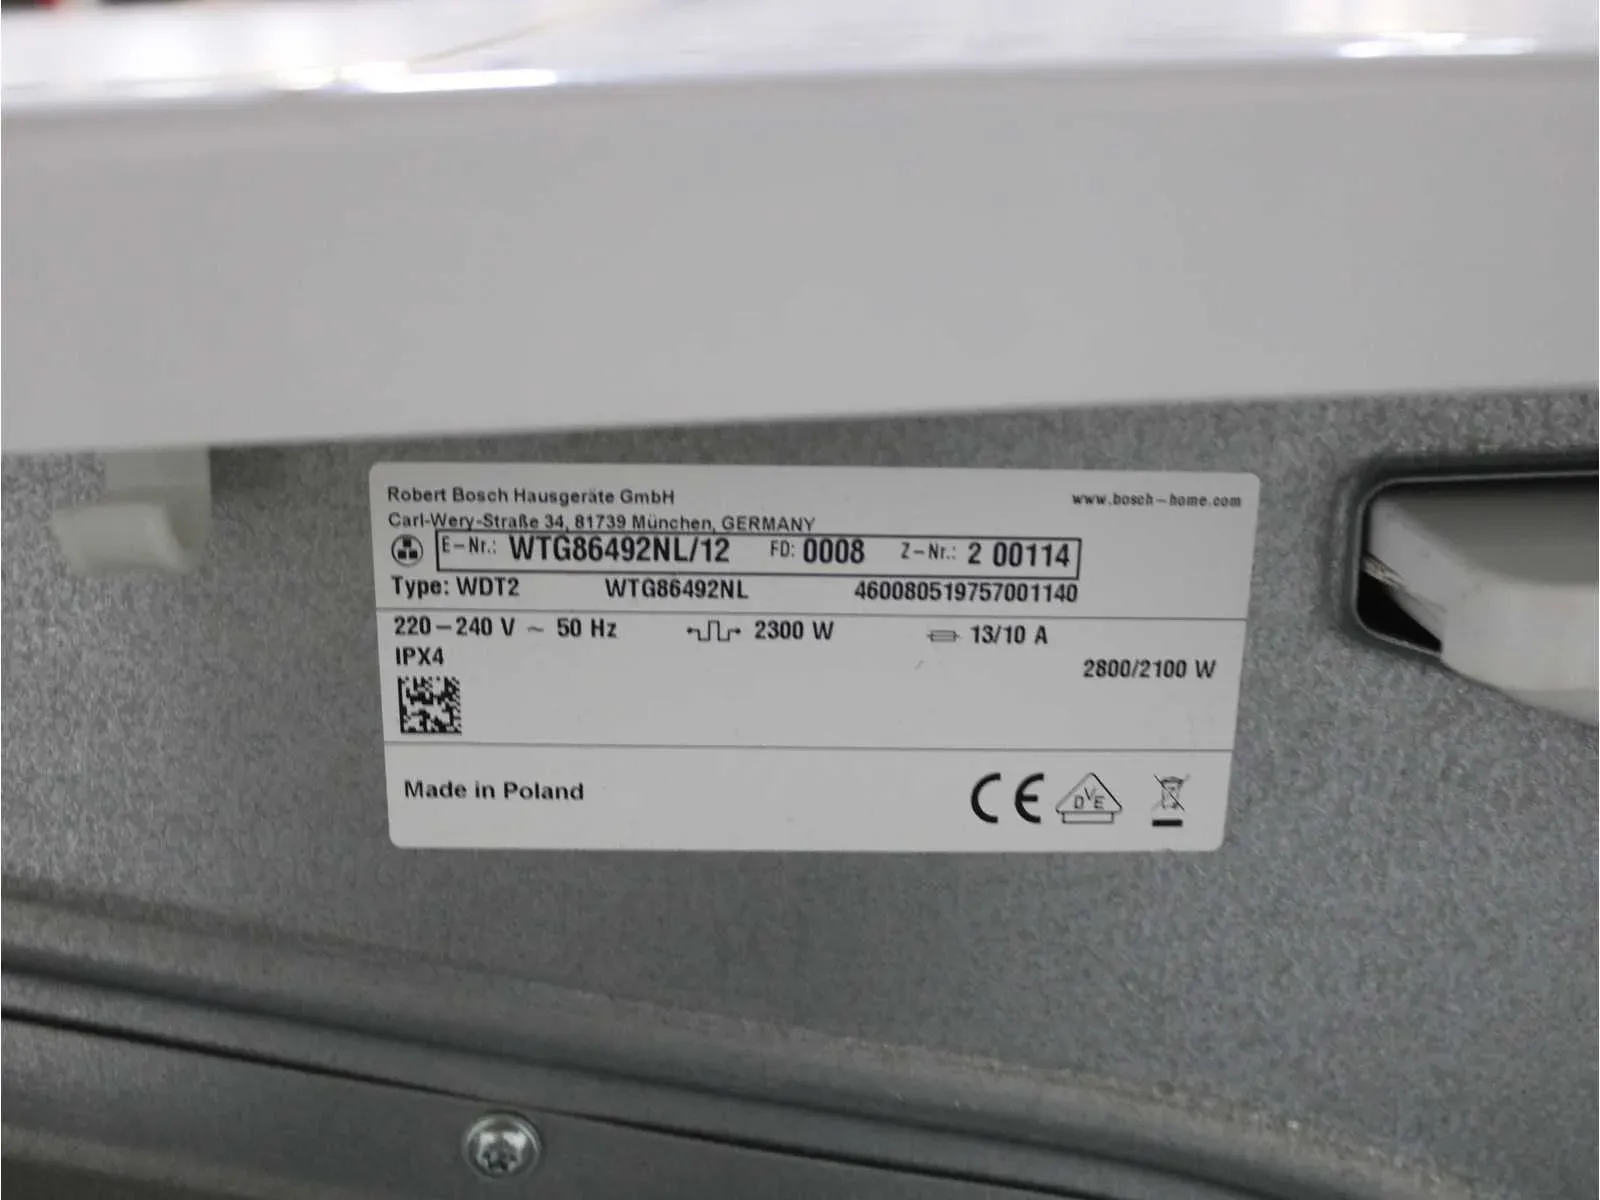 Robert Bosch Hausgeräte GmbH www.bosch-home.com
Carl-Wery-Straße 34, 81739 München, GERMANY
E-Nr.: WTG86492NL/12 FD: 0008 Z-Nr.: 2 00114
Type: WDT2 WTG86492NL 460080519757001140
220-240 V ~ 50 Hz 2300 W 13/10 A
IPX4
2800/2100 W
Made in Poland CE DVE